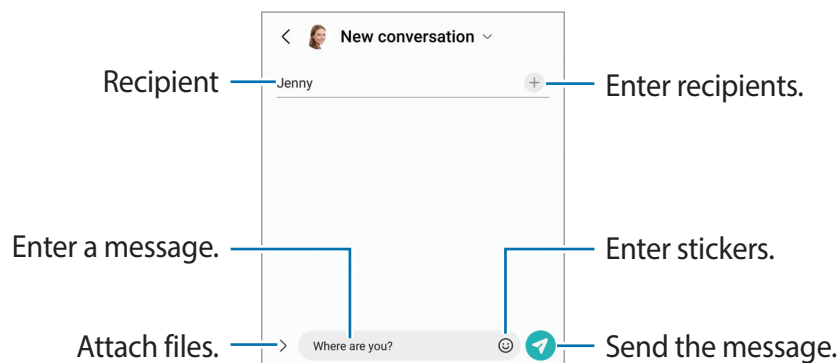 New conversation
Recipient
Jenny
Enter recipients.
Enter a message.
Enter stickers.
Attach files.
Where are you?
Send the message.